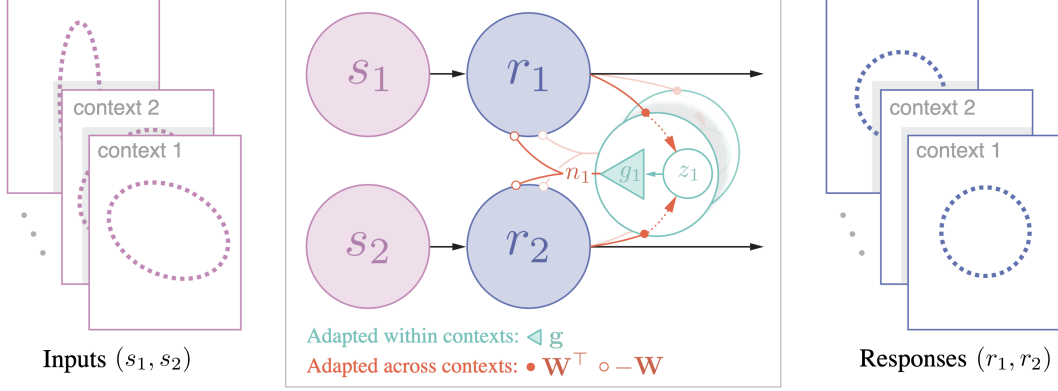 context 2
context 1
Inputs (s₁, s₂)
s₁
r₁
s₂
r₂
n₁
g₁
z₁
Adapted within contexts: ◁ g
Adapted across contexts: • W⊤ ∘ −W
context 2
context 1
Responses (r₁, r₂)